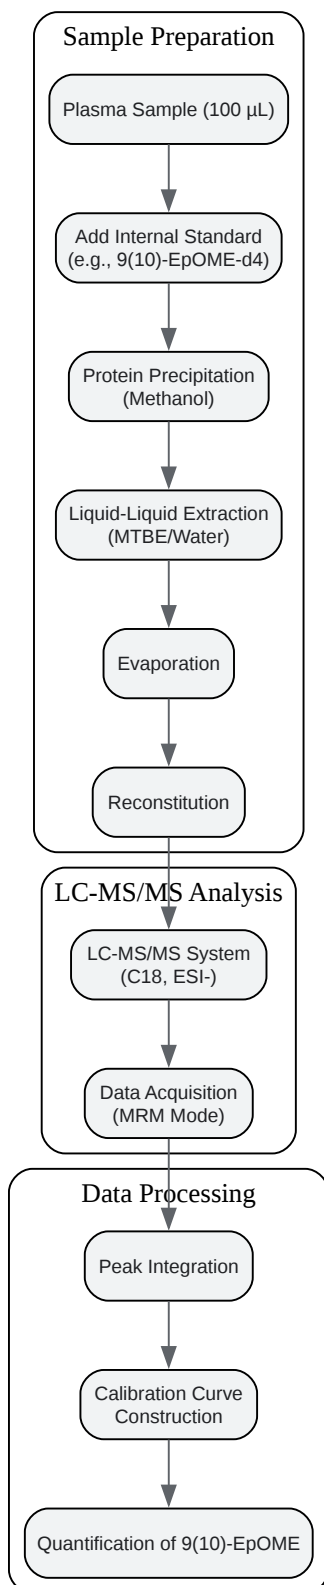 Sample Preparation
Plasma Sample (100 µL)
Add Internal Standard
(e.g., 9(10)-EpOME-d4)
Protein Precipitation
(Methanol)
Liquid-Liquid Extraction
(MTBE/Water)
Evaporation
Reconstitution
LC-MS/MS Analysis
LC-MS/MS System
(C18, ESI-)
Data Acquisition
(MRM Mode)
Data Processing
Peak Integration
Calibration Curve
Construction
Quantification of 9(10)-EpOME